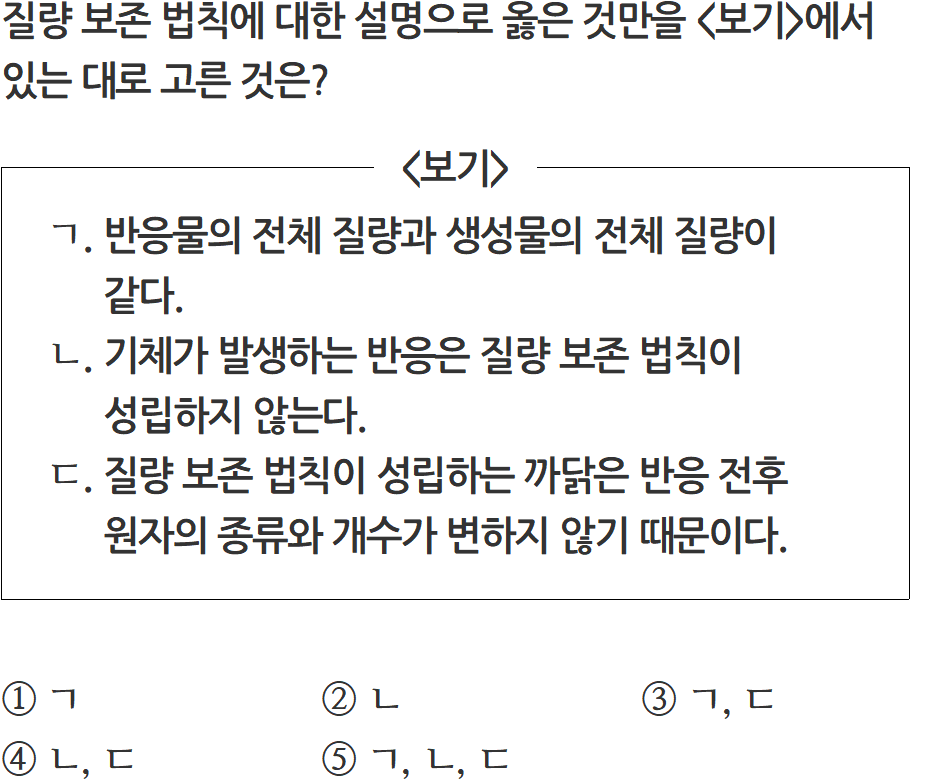 질량 보존 법칙에 대한 설명으로 옳은 것만을 <보기>에서
있는 대로 고른 것은?
<보기>
ㄱ. 반응물의 전체 질량과 생성물의 전체 질량이
같다.
ㄴ. 기체가 발생하는 반응은 질량 보존 법칙이
성립하지 않는다.
ㄷ. 질량 보존 법칙이 성립하는 까닭은 반응 전후
원자의 종류와 개수가 변하지 않기 때문이다.
① ㄱ ② ㄴ ③ ㄱ, ㄷ
④ ㄴ, ㄷ ⑤ ㄱ, ㄴ, ㄷ